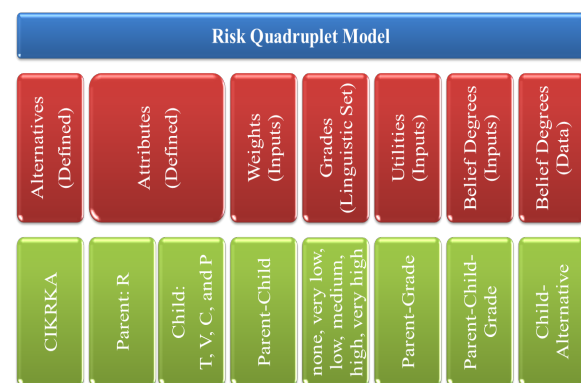 Risk Quadruplet Model
Alternatives
(Defined)
Attributes
(Defined)
Weights
(Inputs)
Grades
(Linguistic Set)
Utilities
(Inputs)
Belief Degrees
(Inputs)
Belief Degrees
(Data)
CIKRKA
Parent: R
Child:
T, V, C, and P
Parent-Child
none, very low,
low, medium,
high, very high
Parent-Grade
Parent-Child-
Grade
Child-
Alternative